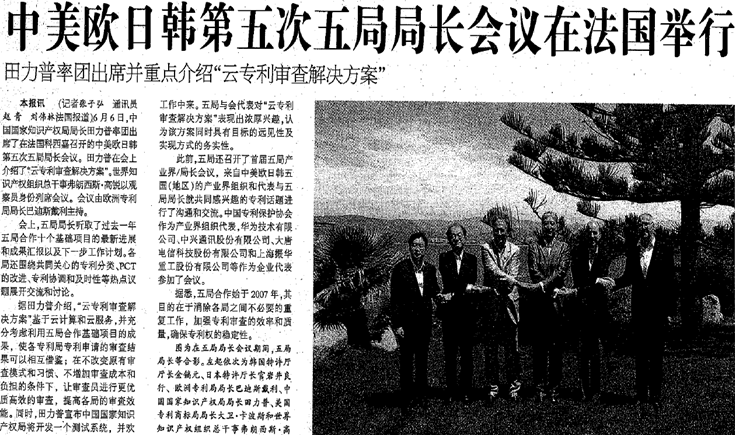 中美欧日韩第五次五局局长会议在法国举行
田力普率团出席并重点介绍“云专利审查解决方案”
本报讯 (记者张子弘 通讯员
赵青 刘伟林法国报道)6月6日,中
国国家知识产权局局长田力普率团出
席了在法国科西嘉召开的中美欧日韩
第五次五局局长会议。田力普在会上
介绍了“云专利审查解决方案”。世界知
识产权组织总干事弗朗西斯·高锐以观
察员身份列席会议。会议由欧洲专利
局局长巴迪斯戴利主持。
会上,五局局长听取了过去一年
五局合作十个基础项目的最新进展
和成果汇报以及下一步工作计划。各
局还围绕共同关心的专利分类、PCT
的改进、专利协调和及时性等热点议
题展开交流和讨论。
据田力普介绍,“云专利审查解
决方案”基于云计算和云服务,并充
分考虑利用五局合作基础项目的成
果,使各专利局专利申请的审查结
果可以相互借鉴;在不改变原有审
查模式和习惯、不增加审查成本和
负担的条件下,让审查员进行更优
质高效的审查,提高各局的审查效
能。同时,田力普宣布中国国家知识
产权局将开发一个测试系统,并欢
工作中来。五局与会代表对“云专利
审查解决方案”表现出浓厚兴趣,认
为该方案同时具有目标的远见性及
实现方式的务实性。
此前,五局还召开了首届五局产
业界/局长会议,来自中美欧日韩五
国(地区)的产业界组织和代表与五
局局长就共同感兴趣的专利话题进
行了沟通和交流。中国专利保护协会
作为产业界组织代表,华为技术有限
公司、中兴通讯股份有限公司、大唐
电信科技股份有限公司和上海振华
重工股份有限公司等作为企业代表
参加了会议。
据悉,五局合作始于2007年,其
目的在于消除各局之间不必要的重
复工作,加强专利审查的效率和质
量,确保专利权的稳定性。
图为在五局局长会议期间,五局
局长等合影。左起依次为韩国特许厅
厅长金镐元、日本特许厅长官岩井良
行、欧洲专利局局长巴迪斯戴利、中
国国家知识产权局局长田力普、美国
专利商标局局长大卫·卡波斯和世界
知识产权组织总干事弗朗西斯·高